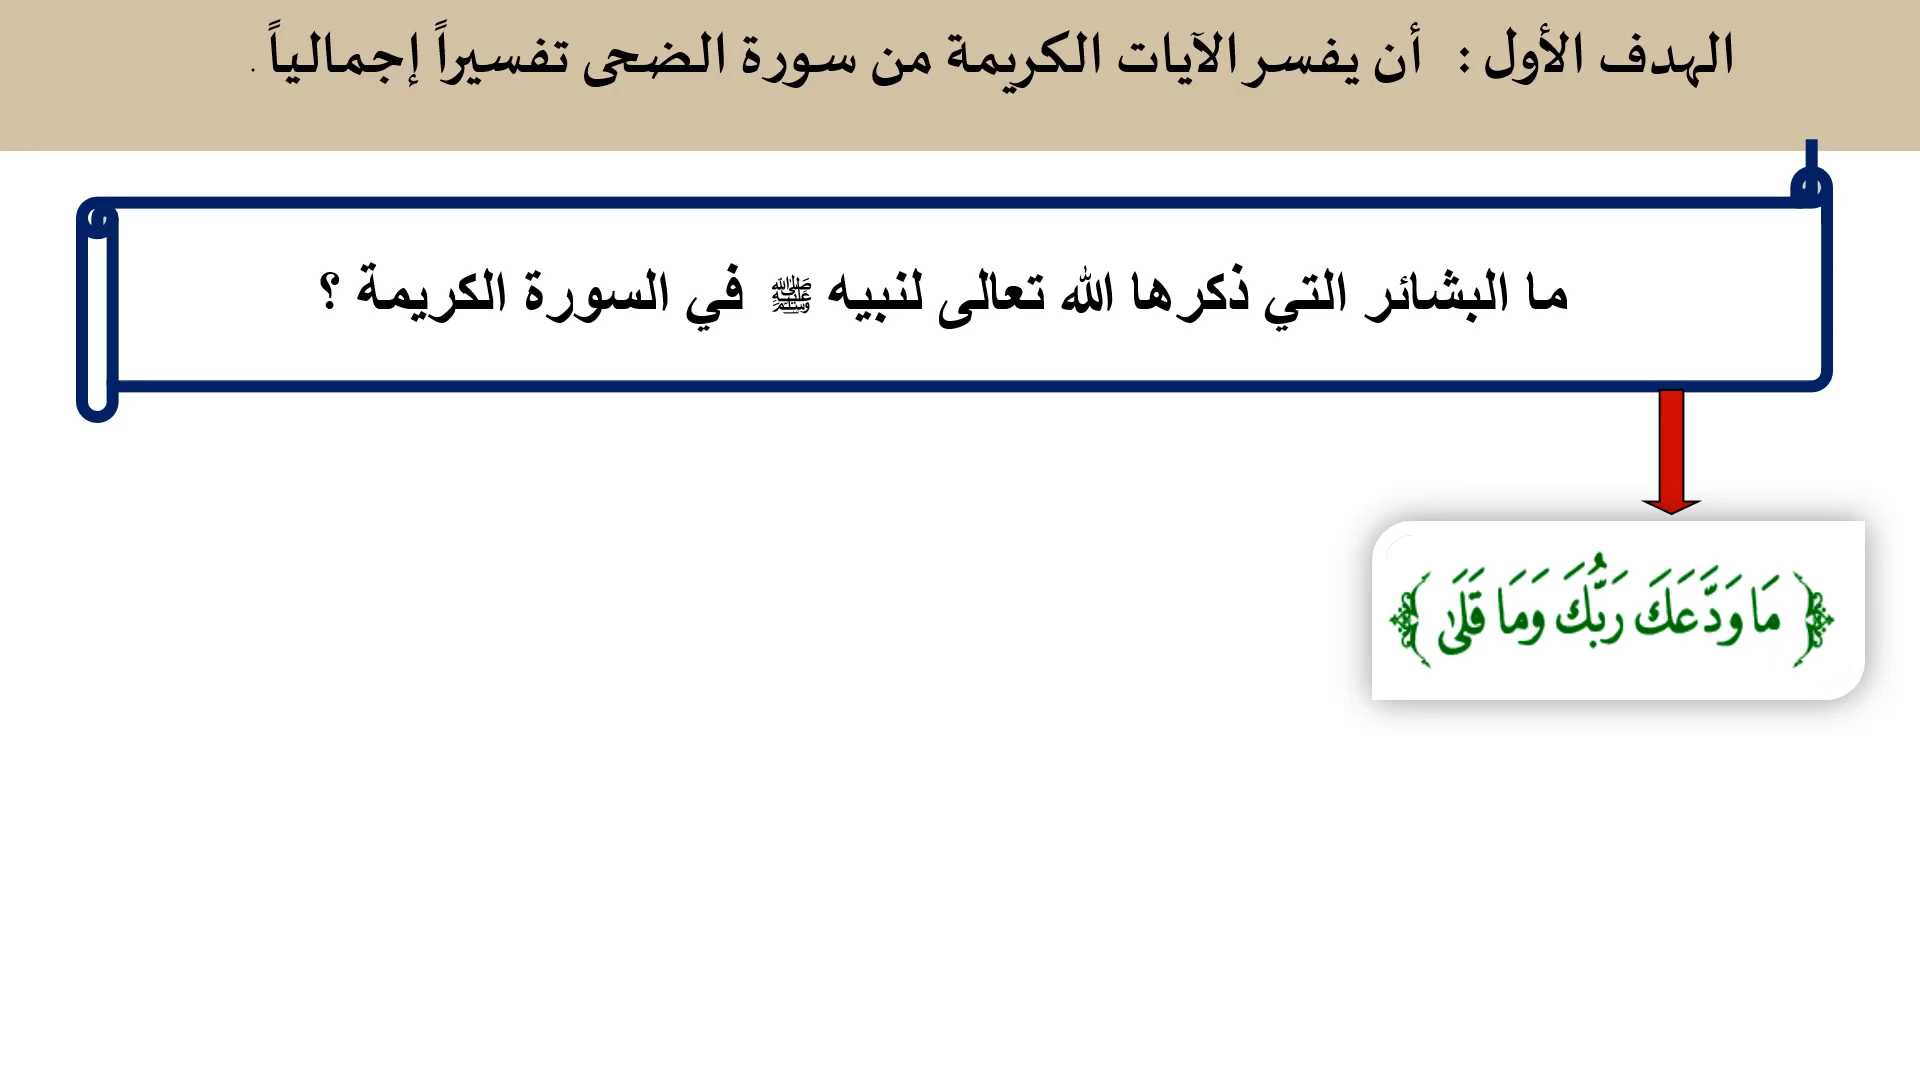 الهدف الأول : أن يفسر الآيات الكريمة من سورة الضحى تفسيراً إجمالياً .
ما البشائر التي ذكرها الله تعالى لنبيه ﷺ في السورة الكريمة ؟
﴿مَا وَدَّعَكَ رَبُّكَ وَمَا قَلَىٰ﴾